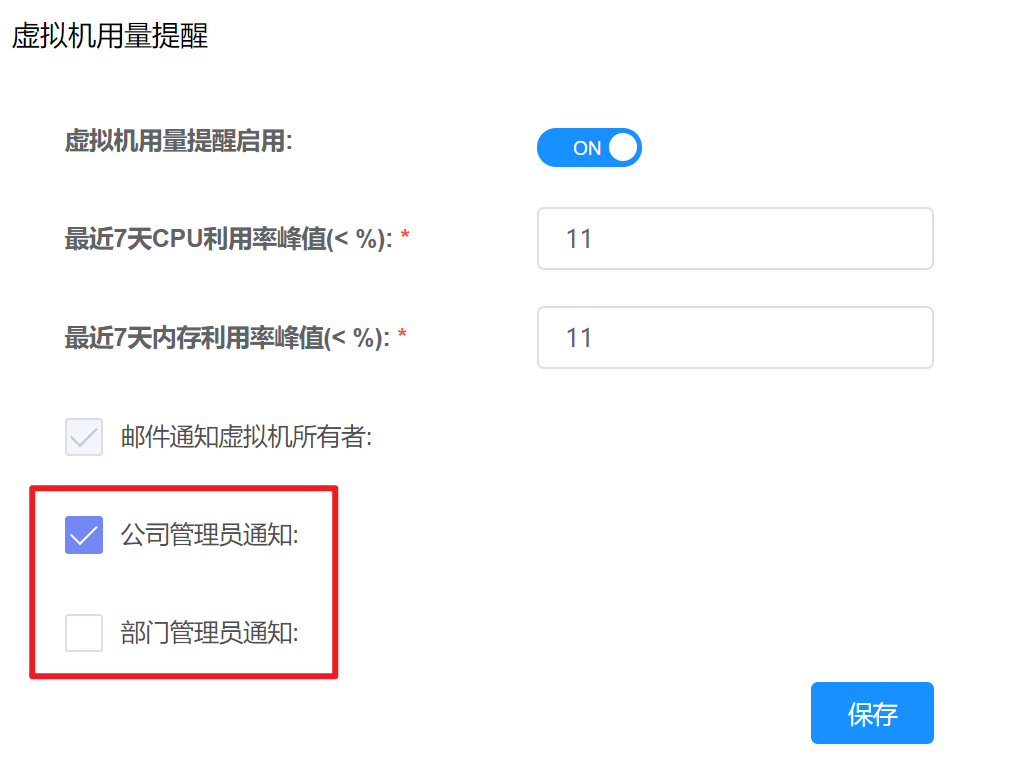 虚拟机用量提醒
虚拟机用量提醒启用:
ON
最近7天CPU利用率峰值(< %): *
11
最近7天内存利用率峰值(< %): *
11
邮件通知虚拟机所有者:
公司管理员通知:
部门管理员通知:
保存